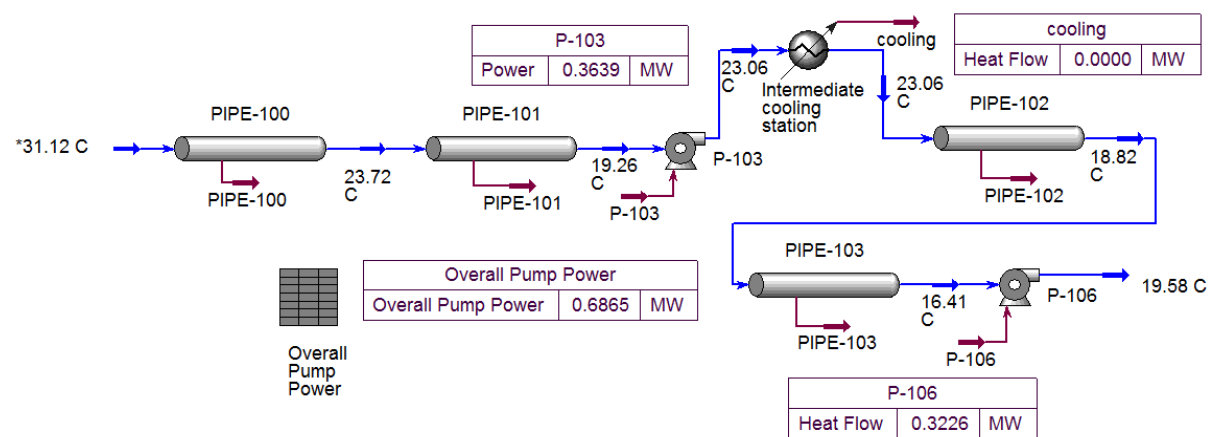 P-103
Power 0.3639 MW
cooling
cooling
Heat Flow 0.0000 MW
23.06
C
Intermediate
cooling
station
23.06
C
PIPE-100
PIPE-101
PIPE-102
*31.12 C
23.72
C
19.26
C
P-103
18.82
C
PIPE-100
PIPE-101
P-103
PIPE-102
PIPE-103
Overall Pump Power
Overall Pump Power 0.6865 MW
16.41
C
P-106
19.58 C
Overall
Pump
Power
PIPE-103
P-106
P-106
Heat Flow 0.3226 MW